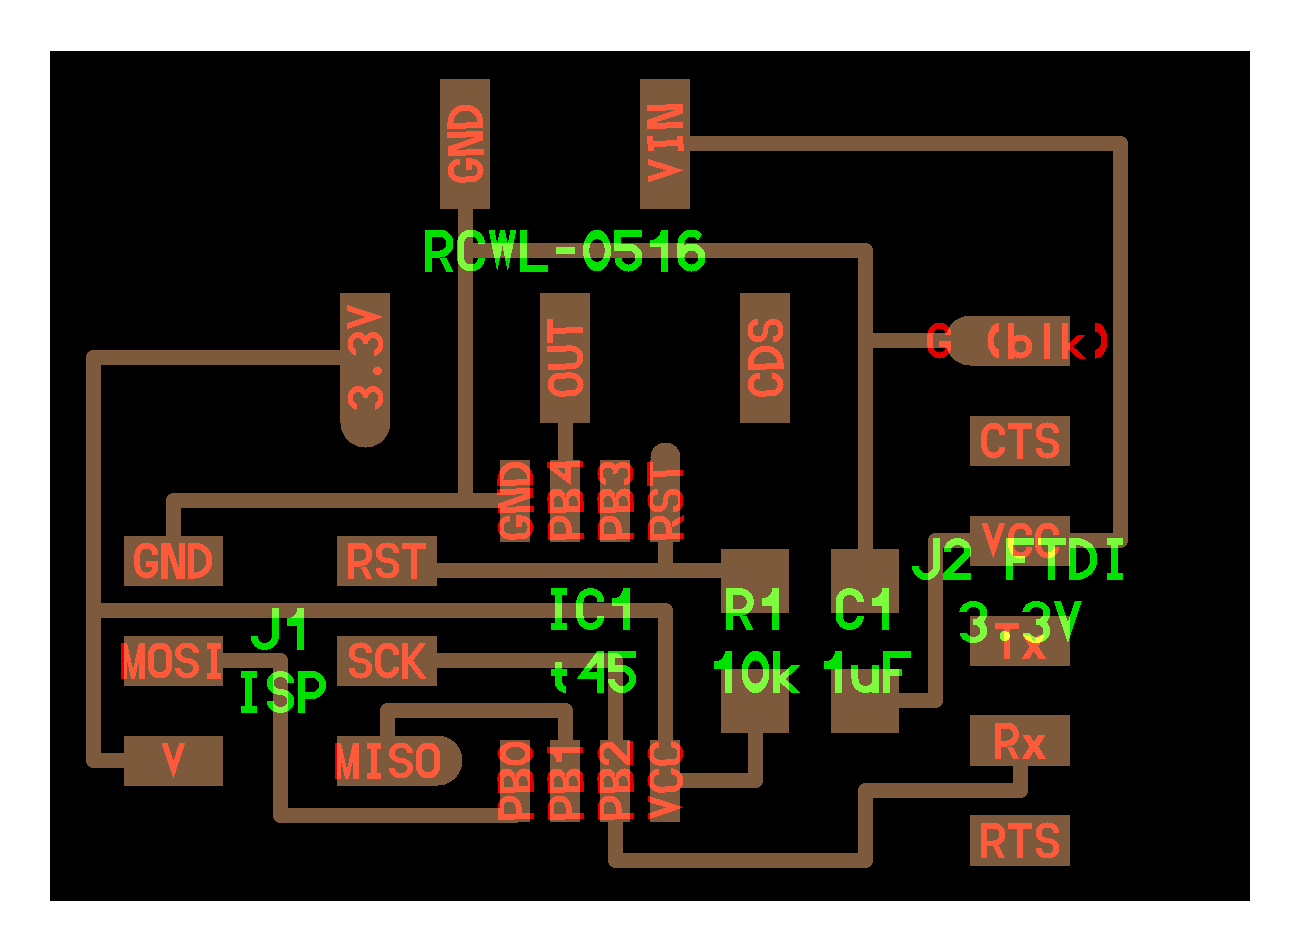 GND
VIN
RCWL-0516
3.3V
OUT
CDS
G (blk)
CTS
GND
PB4
PB3
RST
GND
RST
VCC
J2 FTDI
3.3V
J1
ISP
IC1
t45
R1
10k
C1
1uF
Tx
MOSI
SCK
V
MISO
PB0
PB1
PB2
VCC
Rx
RTS